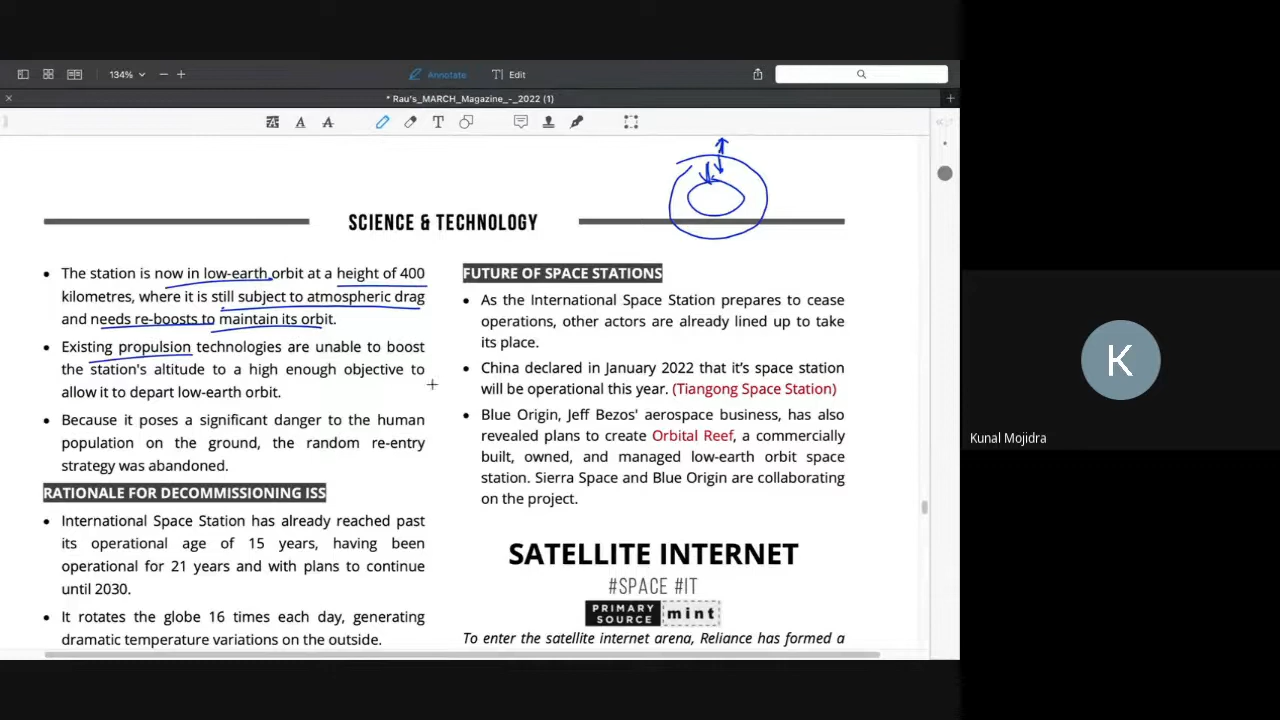 134%
Annotate
Edit
* Rau's_MARCH_Magazine_-_2022 (1)
SCIENCE & TECHNOLOGY
• The station is now in low-earth orbit at a height of 400
kilometres, where it is still subject to atmospheric drag
and needs re-boosts to maintain its orbit.
• Existing propulsion technologies are unable to boost
the station's altitude to a high enough objective to
allow it to depart low-earth orbit.
• Because it poses a significant danger to the human
population on the ground, the random re-entry
strategy was abandoned.
RATIONALE FOR DECOMMISSIONING ISS
• International Space Station has already reached past
its operational age of 15 years, having been
operational for 21 years and with plans to continue
until 2030.
• It rotates the globe 16 times each day, generating
dramatic temperature variations on the outside.
FUTURE OF SPACE STATIONS
• As the International Space Station prepares to cease
operations, other actors are already lined up to take
its place.
• China declared in January 2022 that it's space station
will be operational this year. (Tiangong Space Station)
• Blue Origin, Jeff Bezos' aerospace business, has also
revealed plans to create Orbital Reef, a commercially
built, owned, and managed low-earth orbit space
station. Sierra Space and Blue Origin are collaborating
on the project.
SATELLITE INTERNET
#SPACE #IT
PRIMARY
SOURCE
mint
To enter the satellite internet arena, Reliance has formed a
K
Kunal Mojidra